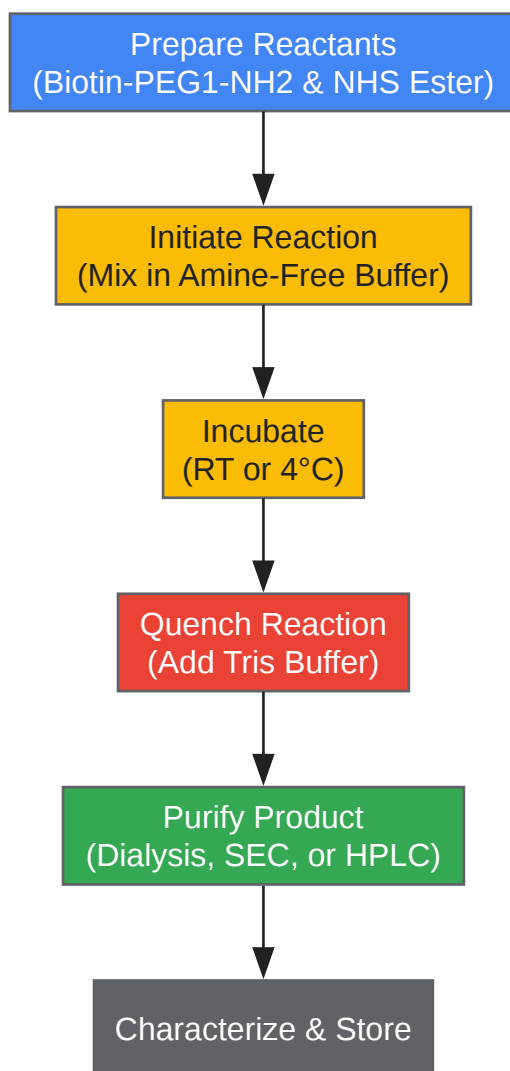 Prepare Reactants
(Biotin-PEG1-NH2 & NHS Ester)
Initiate Reaction
(Mix in Amine-Free Buffer)
Incubate
(RT or 4°C)
Quench Reaction
(Add Tris Buffer)
Purify Product
(Dialysis, SEC, or HPLC)
Characterize & Store